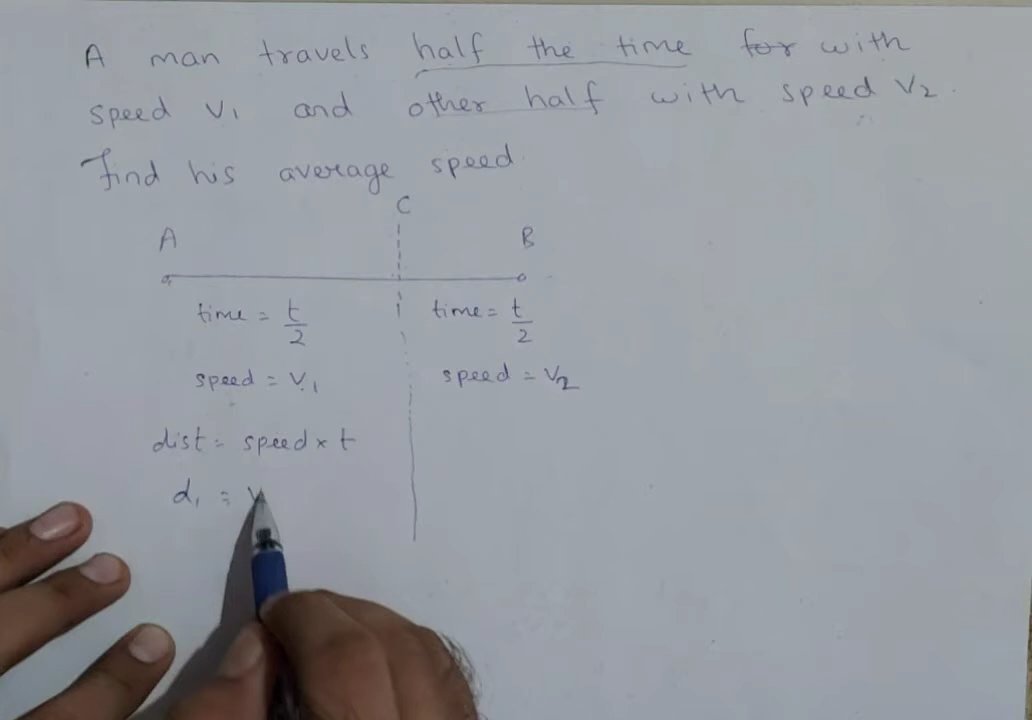 A man travels half the time for with
speed V1 and other half with speed V2.
Find his average speed.
C
A B
time = t/2 time = t/2
speed = V1 speed = V2
dist = speed × t
d1 = V